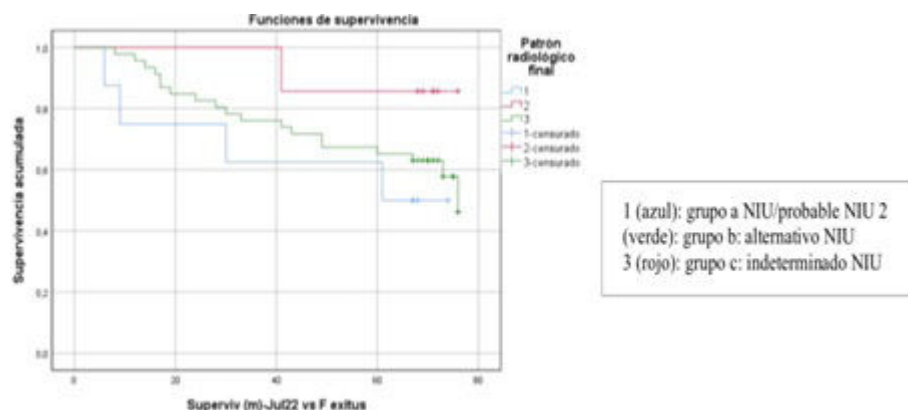 Funciones de supervivencia
Patrón
radiológico
final
1
2
3
1-censurado
2-censurado
3-censurado
Supervivencia acumulada
1,0
0,8
0,6
0,4
0,2
0,0
0
20
40
60
80
Superviv (m)-Jul22 vs F exitus
1 (azul): grupo a NIU/probable NIU 2
(verde): grupo b: alternativo NIU
3 (rojo): grupo c: indeterminado NIU